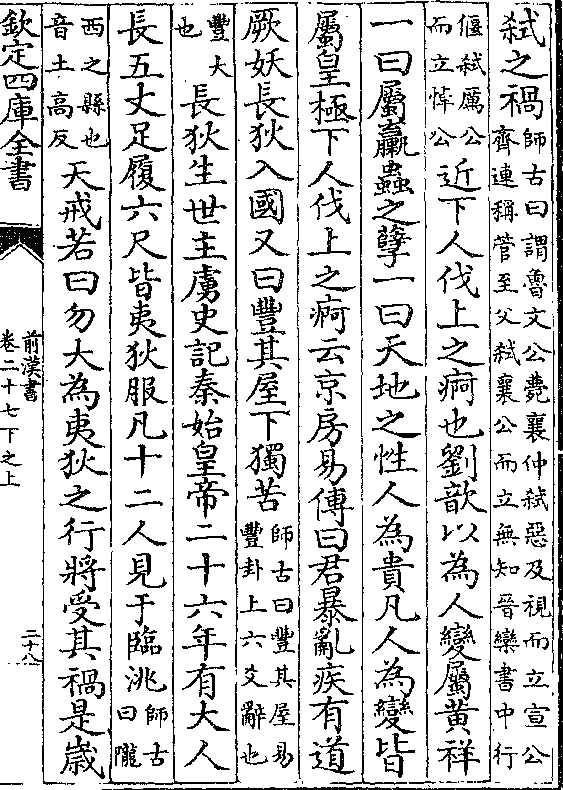 弑之禍師古曰謂魯文公薨襄仲弑惡及視而立宣公齊連稱管至父弑襄公而立無知晉欒書中行
偃弑厲公而立悼公近下人伐上之痾也劉歆以為人變屬黄祥
一曰屬蠃蟲之孽一曰天地之性人為貴凡人為變皆
屬皇極下人伐上之痾云京房易傳曰君暴亂疾有道
厥妖長狄入國又曰豐其屋下獨苦師古曰豐其屋易豐卦上六爻辭也
豐大也長狄生世主虜史記秦始皇帝二十六年有大人
長五丈足履六尺皆夷狄服凡十二人見于臨洮師古曰隴
西之縣也音土高反天戒若曰勿大為夷狄之行將受其禍是歲
欽定四庫全書
前漢書
卷二十七下之上
二十八